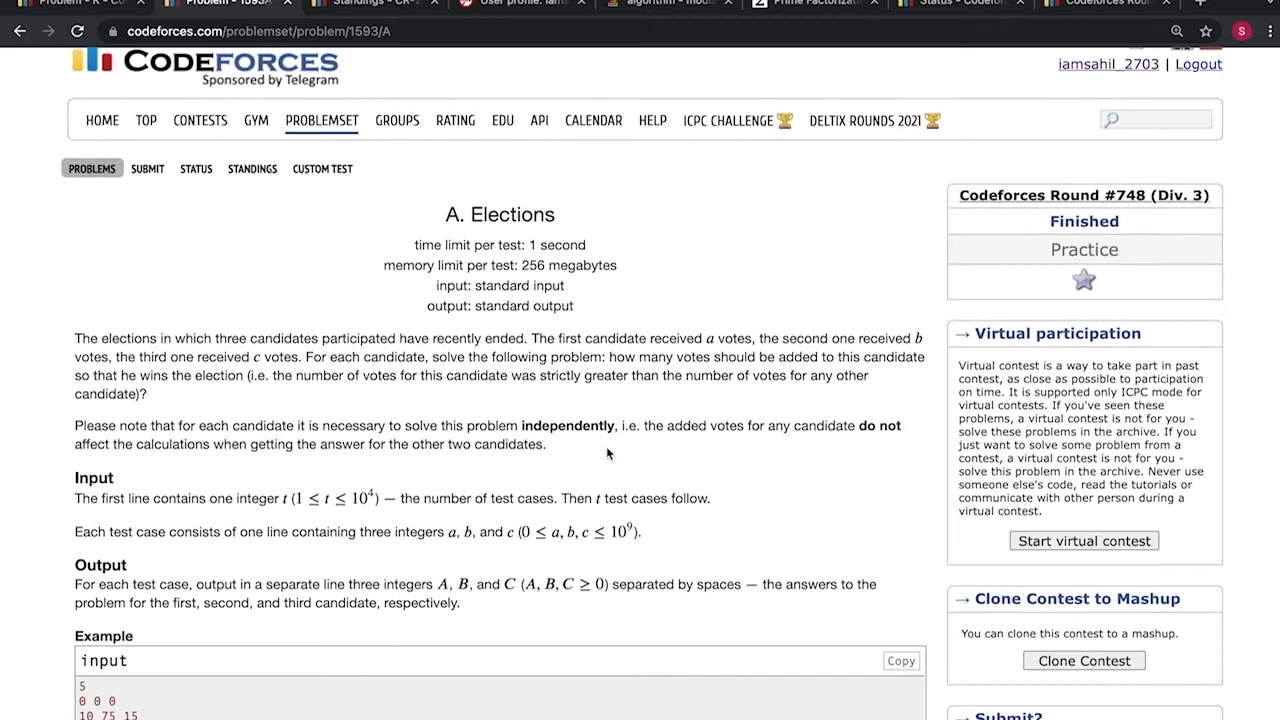 Problem - 1593A
Standings - CR-2
User profile: iams
Prime Factorizat
Status - Codefor
Codeforces Roun
codeforces.com/problemset/problem/1593/A
S
CODEFORCES
Sponsored by Telegram
iamsahil_2703 | Logout
HOME TOP CONTESTS GYM PROBLEMSET GROUPS RATING EDU API CALENDAR HELP ICPC CHALLENGE DELTIX ROUNDS 2021
PROBLEMS SUBMIT STATUS STANDINGS CUSTOM TEST
A. Elections
time limit per test: 1 second
memory limit per test: 256 megabytes
input: standard input
output: standard output
The elections in which three candidates participated have recently ended. The first candidate received a votes, the second one received b
votes, the third one received c votes. For each candidate, solve the following problem: how many votes should be added to this candidate
so that he wins the election (i.e. the number of votes for this candidate was strictly greater than the number of votes for any other
candidate)?
Please note that for each candidate it is necessary to solve this problem independently, i.e. the added votes for any candidate do not
affect the calculations when getting the answer for the other two candidates.
Input
The first line contains one integer t (1 ≤ t ≤ 10⁴) — the number of test cases. Then t test cases follow.
Each test case consists of one line containing three integers a, b, and c (0 ≤ a, b, c ≤ 10⁹).
Output
For each test case, output in a separate line three integers A, B, and C (A, B, C ≥ 0) separated by spaces — the answers to the
problem for the first, second, and third candidate, respectively.
Example
input
Copy
5
0 0 0
10 75 15
Codeforces Round #748 (Div. 3)
Finished
Practice
→ Virtual participation
Virtual contest is a way to take part in past
contest, as close as possible to participation
on time. It is supported only ICPC mode for
virtual contests. If you've seen these
problems, a virtual contest is not for you -
solve these problems in the archive. If you
just want to solve some problem from a
contest, a virtual contest is not for you -
solve this problem in the archive. Never use
someone else's code, read the tutorials or
communicate with other person during a
virtual contest.
Start virtual contest
→ Clone Contest to Mashup
You can clone this contest to a mashup.
Clone Contest
→ Submit?